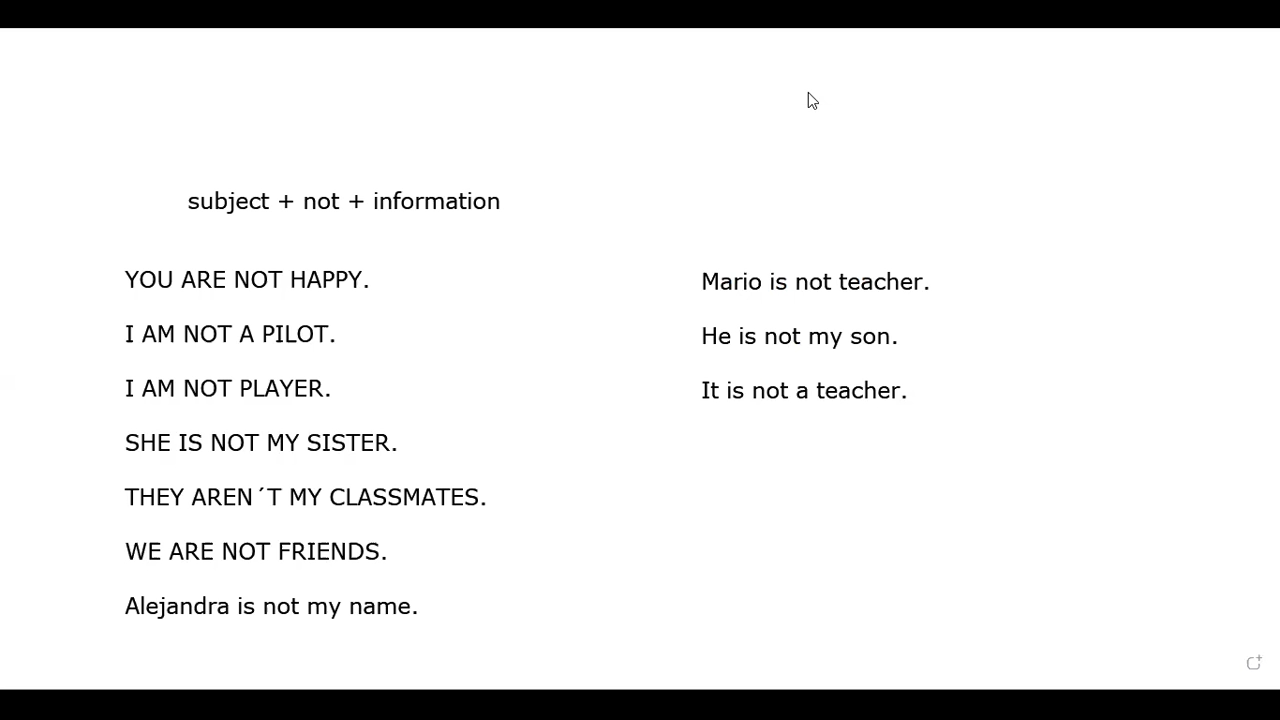 subject + not + information
YOU ARE NOT HAPPY.
I AM NOT A PILOT.
I AM NOT PLAYER.
SHE IS NOT MY SISTER.
THEY AREN´T MY CLASSMATES.
WE ARE NOT FRIENDS.
Alejandra is not my name.
Mario is not teacher.
He is not my son.
It is not a teacher.